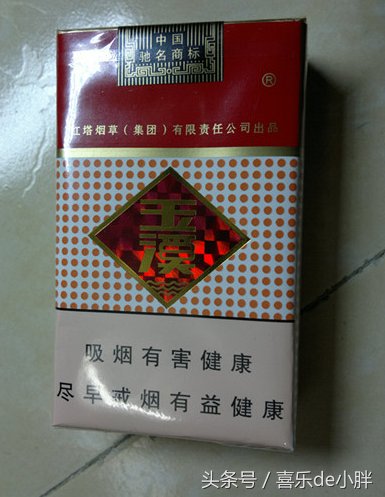 中国
驰名商标
®
红塔烟草（集团）有限责任公司出品
玉溪
吸烟有害健康
尽早戒烟有益健康
头条号／喜乐de小胖